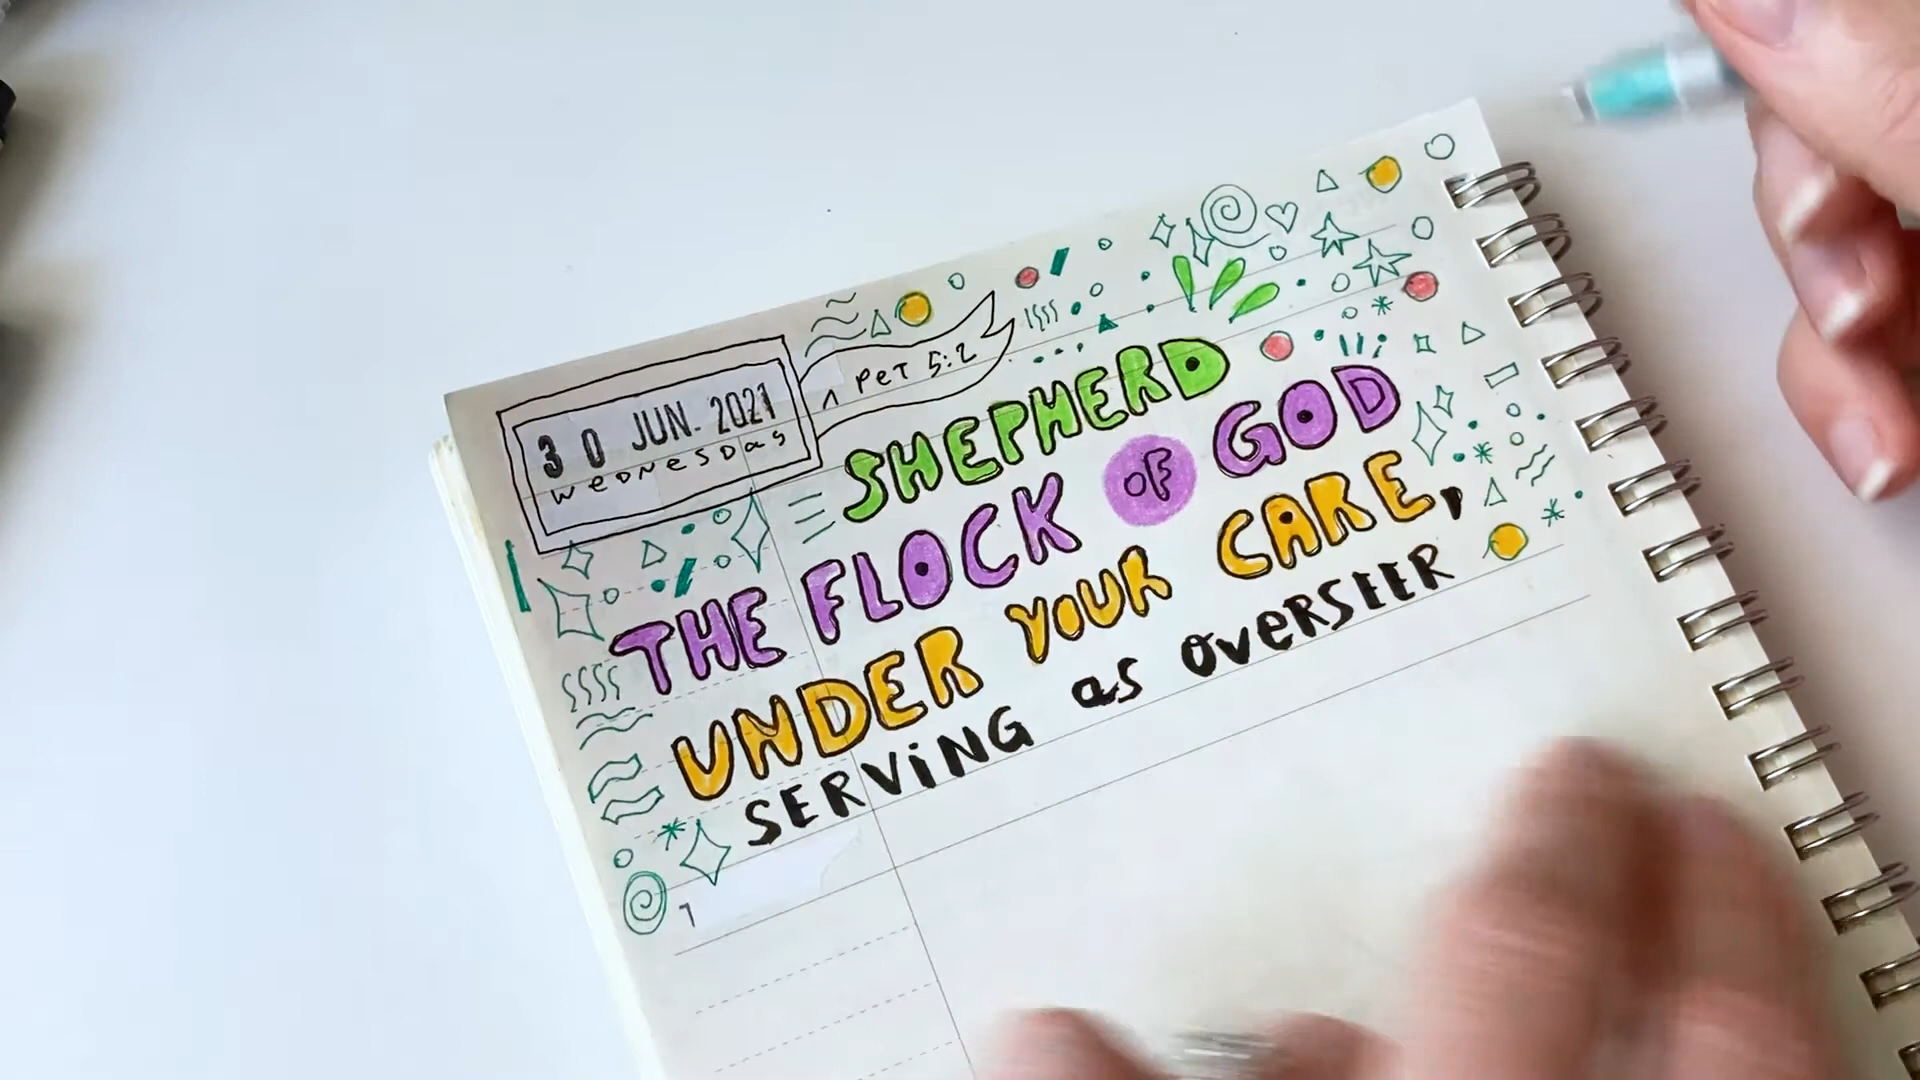 30 JUN. 2021
WeDNeSDay
1 PeT 5:2
SHEPHERD
THE FLOCK OF GOD
UNDER YOUR CARE,
SERVING as OVERSEER
7